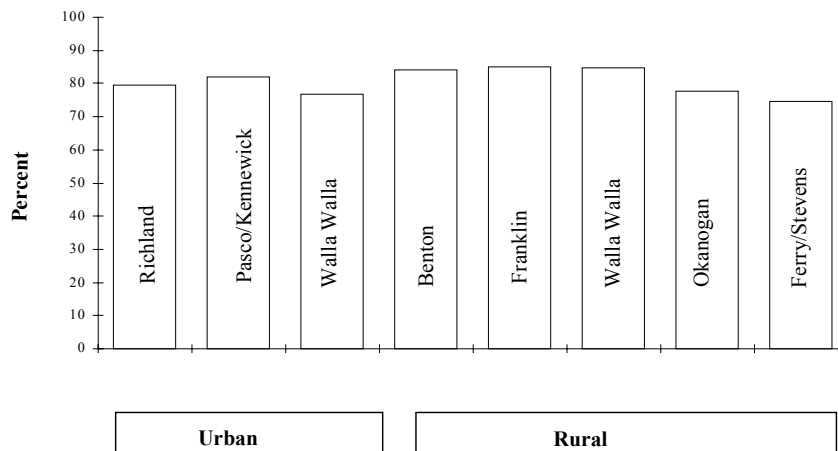 100
90
80
70
60
50
40
30
20
10
0
Percent
Richland
Pasco/Kennewick
Walla Walla
Benton
Franklin
Walla Walla
Okanogan
Ferry/Stevens
Urban
Rural